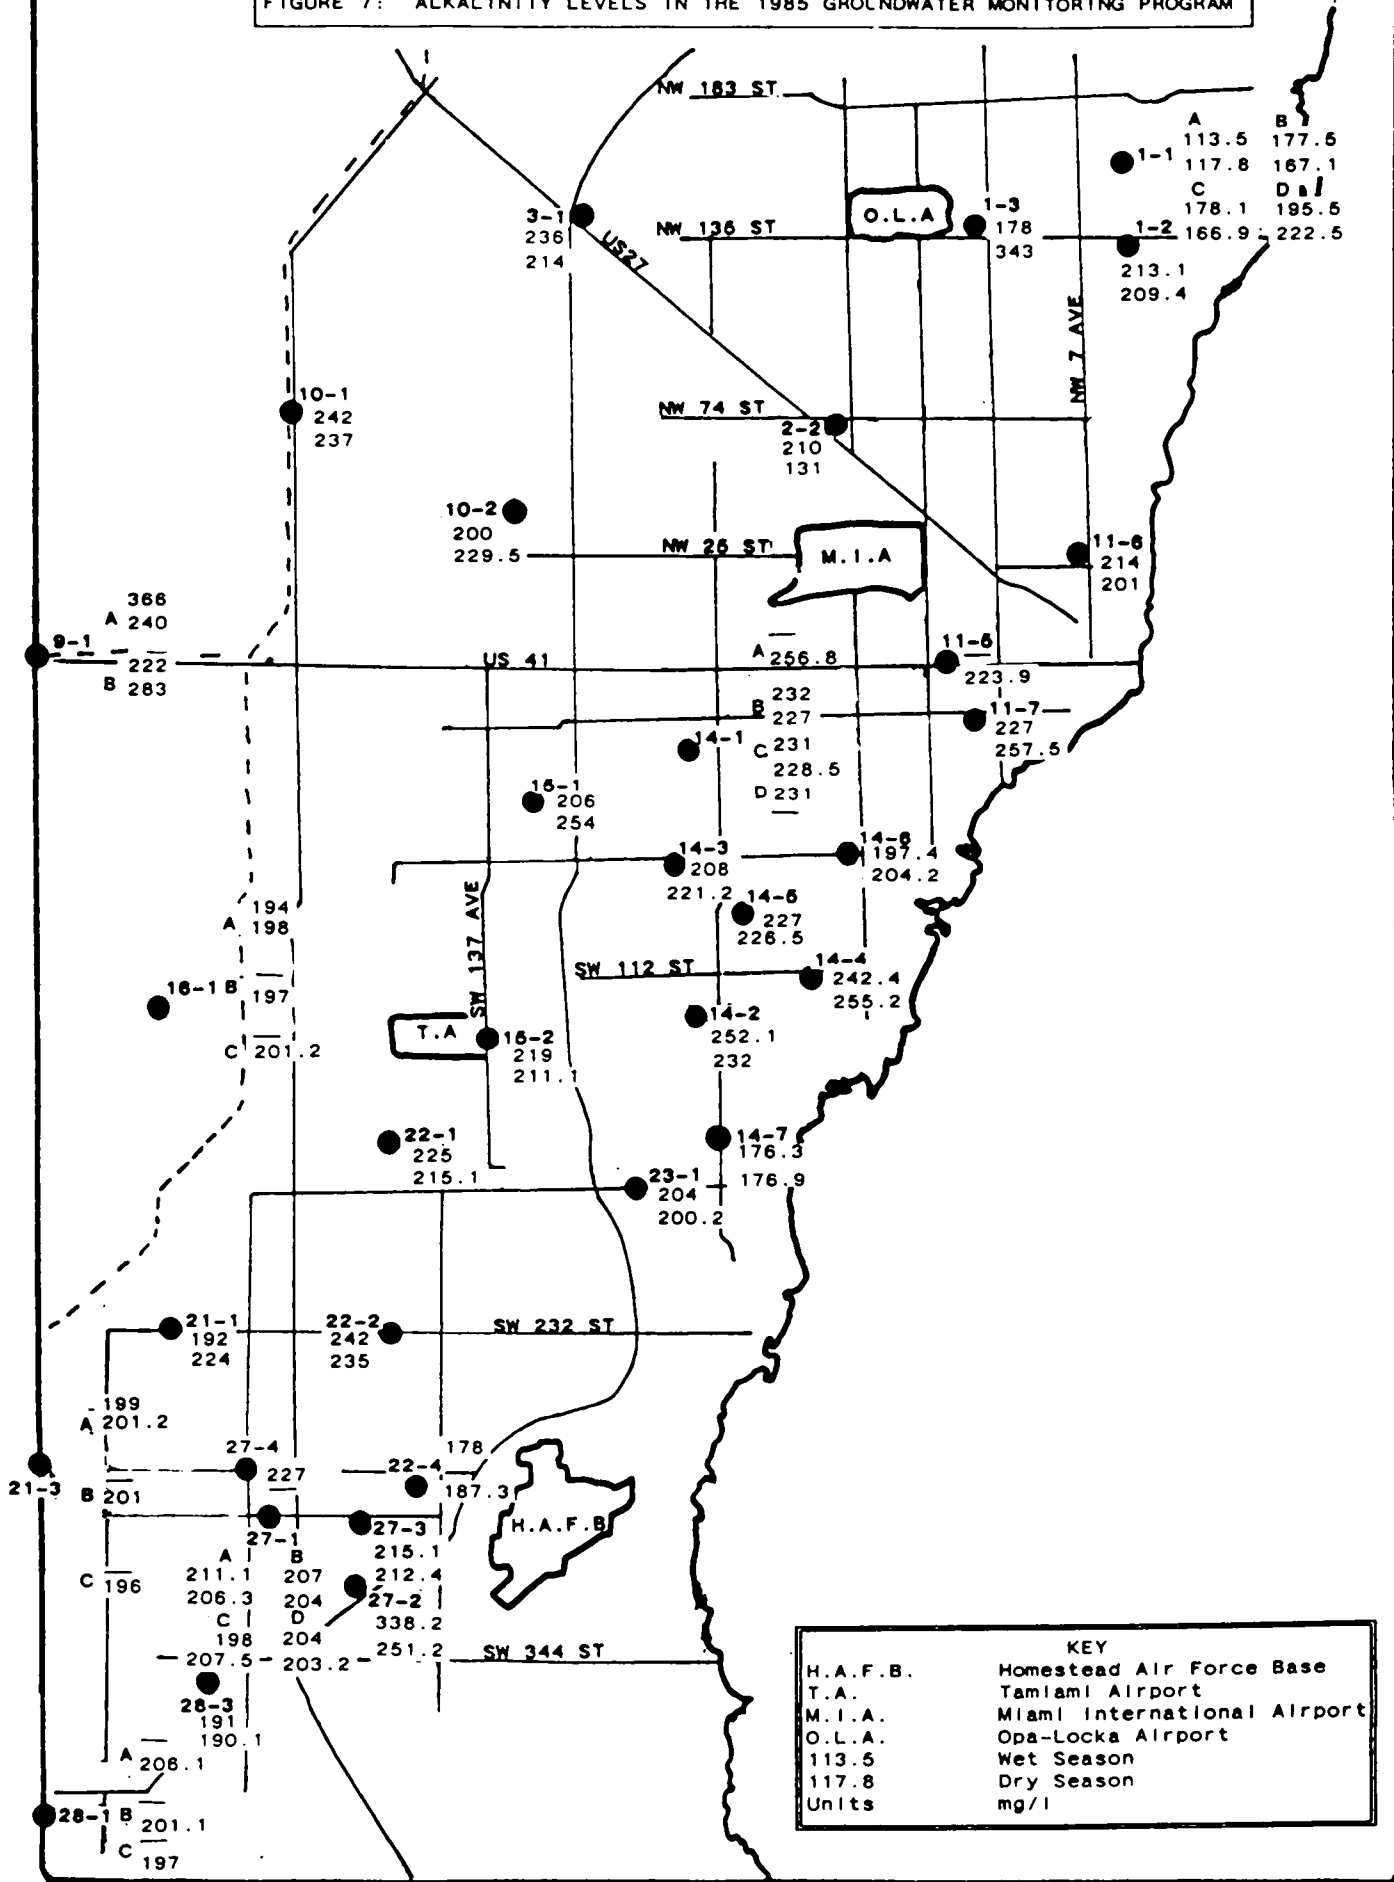 FIGURE 7: ALKALINITY LEVELS IN THE 1985 GROUNDWATER MONITORING PROGRAM
NW 183 ST
A B
113.5 177.5
1-1
117.8 167.1
C D
178.1 195.5
166.9 222.5
O.L.A
1-3
178
343
1-2
213.1
209.4
3-1
236
214
NW 136 ST
US27
NW 7 AVE
10-1
242
237
NW 74 ST
2-2
210
131
10-2
200
229.5
NW 25 ST
M.I.A
11-6
214
201
366
A 240
9-1
222
B 283
US 41
A 256.8
11-5
223.9
232
B 227
11-7
227
257.5
14-1
C 231
228.5
D 231
15-1
206
254
14-3
208
221.2
14-6
197.4
204.2
14-5
227
226.5
SW 137 AVE
194
A 198
SW 112 ST
14-4
242.4
255.2
16-1
B 197
C 201.2
T.A
15-2
219
211.1
14-2
252.1
232
22-1
225
215.1
14-7
176.3
176.9
23-1
204
200.2
21-1
192
224
22-2
242
235
SW 232 ST
199
A 201.2
27-4
227
178
22-4
187.3
21-3
B 201
27-1
27-3
215.1
212.4
H.A.F.B
C 196
A B
211.1 207
206.3 204
C D
198 204
207.5 203.2
27-2
338.2
251.2
SW 344 ST
28-3
191
190.1
A 206.1
28-1
B 201.1
C 197
KEY
H.A.F.B. Homestead Air Force Base
T.A. Tamiami Airport
M.I.A. Miami International Airport
O.L.A. Opa-Locka Airport
113.5 Wet Season
117.8 Dry Season
Units mg/l